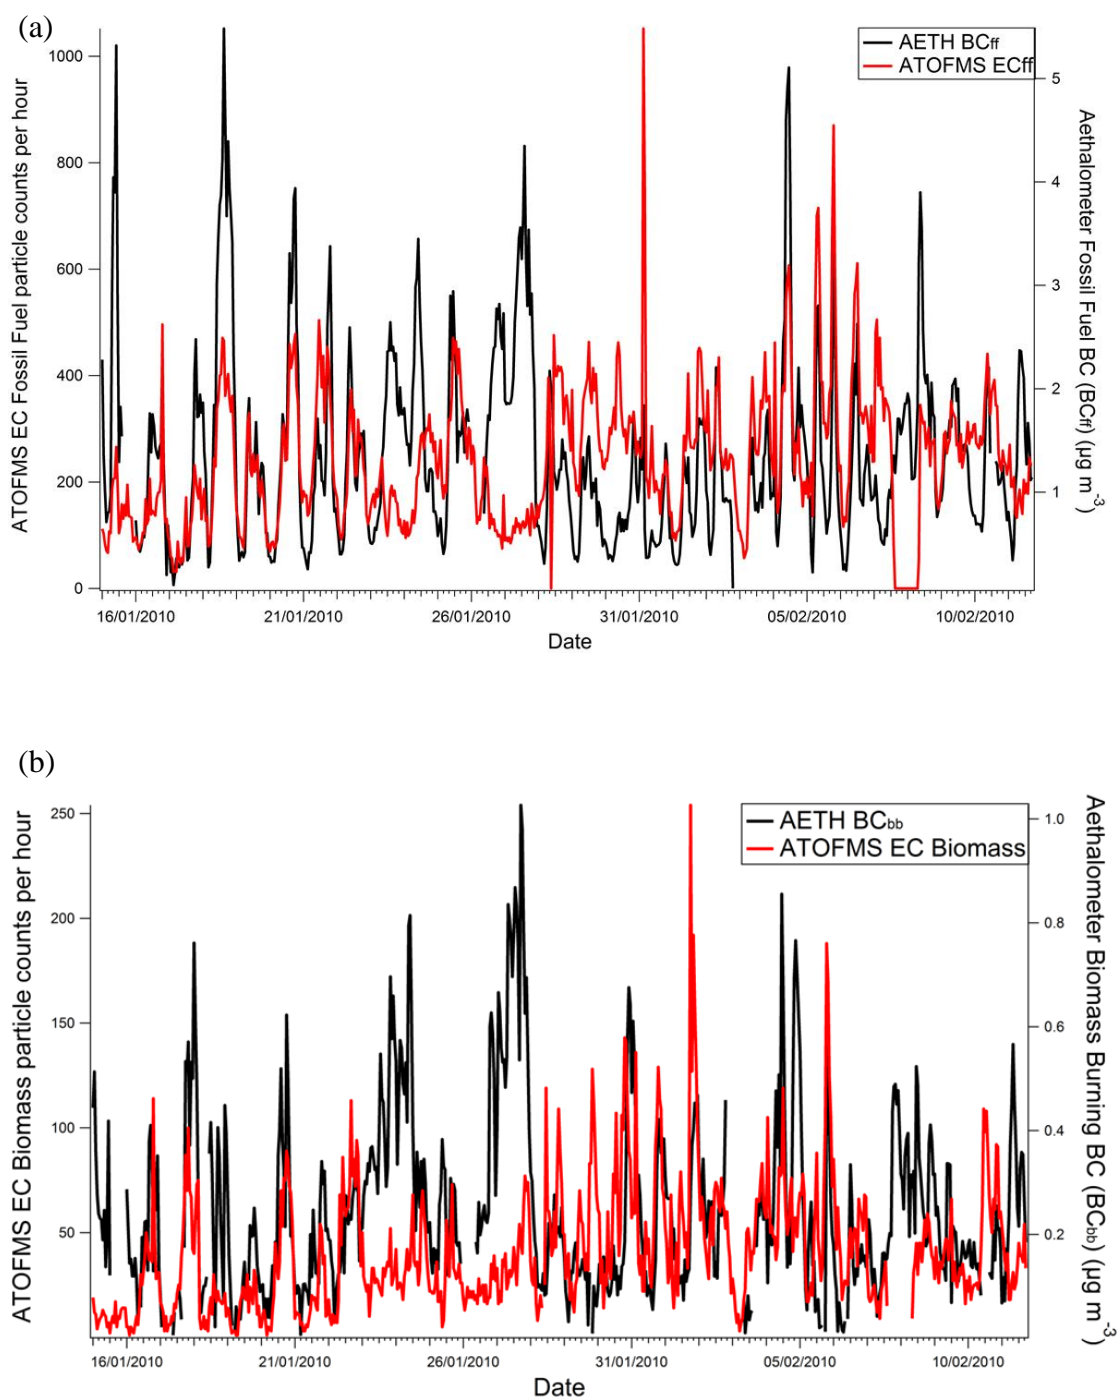 (a)
AETH BCff
ATOFMS ECff
ATOFMS EC Fossil Fuel particle counts per hour
1000
800
600
400
200
0
Aethalometer Fossil Fuel BC (BCff) (µg m-3)
5
4
3
2
1
16/01/2010 21/01/2010 26/01/2010 31/01/2010 05/02/2010 10/02/2010
Date
(b)
AETH BCbb
ATOFMS EC Biomass
ATOFMS EC Biomass particle counts per hour
250
200
150
100
50
Aethalometer Biomass Burning BC (BCbb) (µg m-3)
1.0
0.8
0.6
0.4
0.2
16/01/2010 21/01/2010 26/01/2010 31/01/2010 05/02/2010 10/02/2010
Date